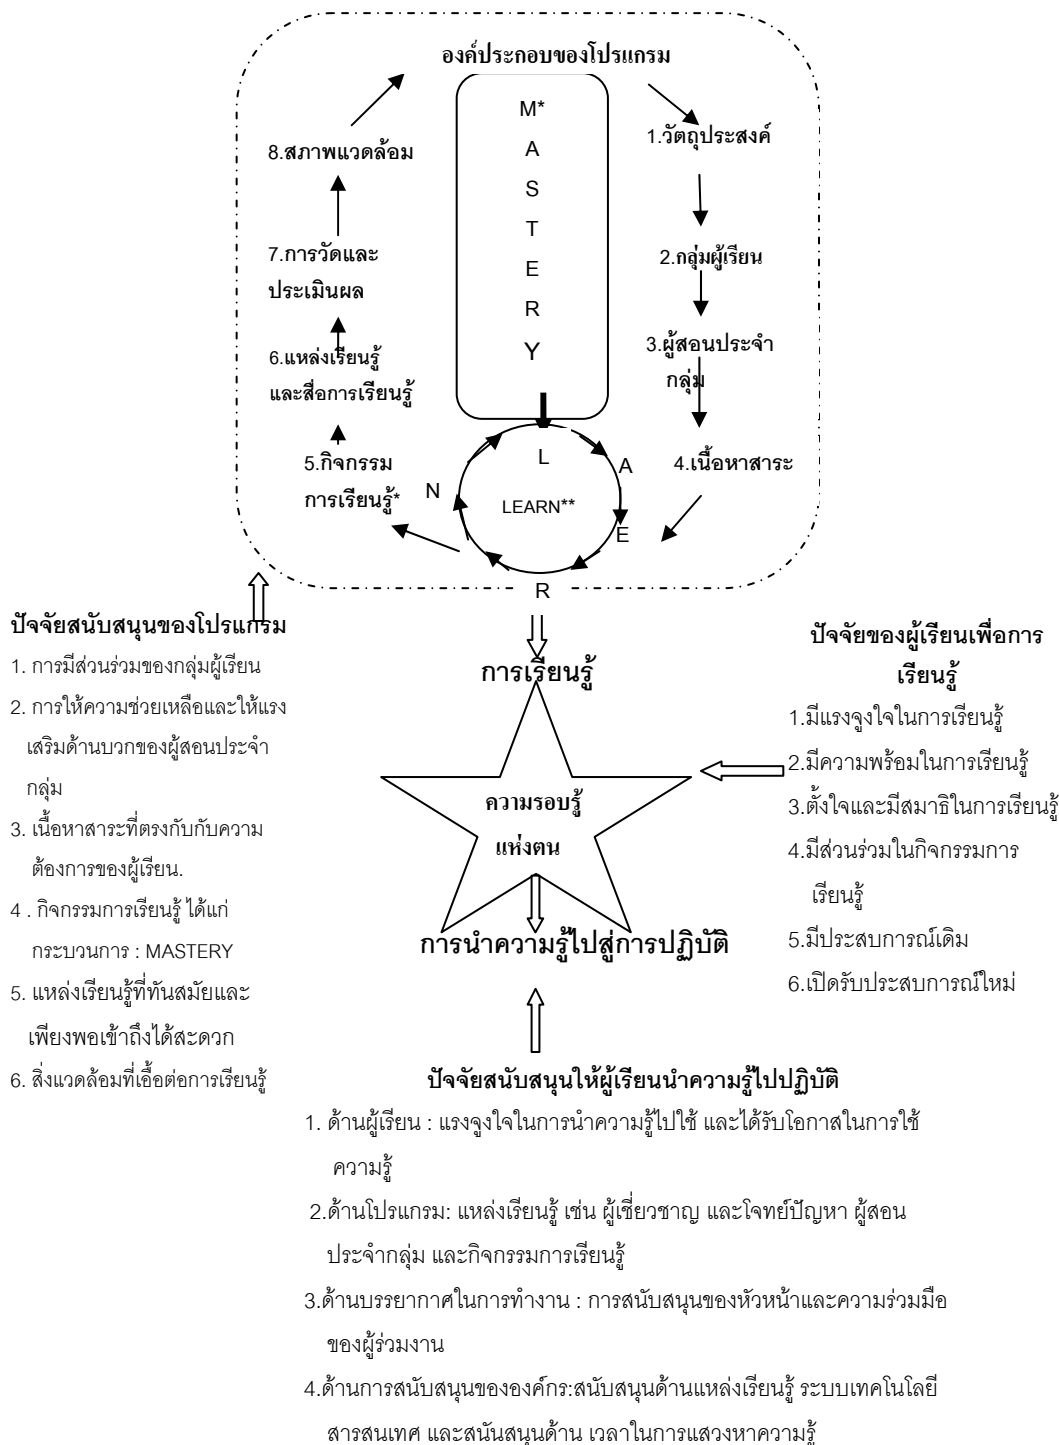 องค์ประกอบของโปรแกรม
M*
A
S
T
E
R
Y
1.วัตถุประสงค์
2.กลุ่มผู้เรียน
3.ผู้สอนประจำ
กลุ่ม
4.เนื้อหาสาระ
L
A
E
R
N
LEARN**
5.กิจกรรม
การเรียนรู้*
6.แหล่งเรียนรู้
และสื่อการเรียนรู้
7.การวัดและ
ประเมินผล
8.สภาพแวดล้อม
ปัจจัยสนับสนุนของโปรแกรม
1. การมีส่วนร่วมของกลุ่มผู้เรียน
2. การให้ความช่วยเหลือและให้แรง
เสริมด้านบวกของผู้สอนประจำ
กลุ่ม
3. เนื้อหาสาระที่ตรงกับกับความ
ต้องการของผู้เรียน.
4 . กิจกรรมการเรียนรู้ ได้แก่
กระบวนการ : MASTERY
5. แหล่งเรียนรู้ที่ทันสมัยและ
เพียงพอเข้าถึงได้สะดวก
6. สิ่งแวดล้อมที่เอื้อต่อการเรียนรู้
การเรียนรู้
ความรอบรู้
แห่งตน
การนำความรู้ไปสู่การปฏิบัติ
ปัจจัยของผู้เรียนเพื่อการ
เรียนรู้
1.มีแรงจูงใจในการเรียนรู้
2.มีความพร้อมในการเรียนรู้
3.ตั้งใจและมีสมาธิในการเรียนรู้
4.มีส่วนร่วมในกิจกรรมการ
เรียนรู้
5.มีประสบการณ์เดิม
6.เปิดรับประสบการณ์ใหม่
ปัจจัยสนับสนุนให้ผู้เรียนนำความรู้ไปปฏิบัติ
1. ด้านผู้เรียน : แรงจูงใจในการนำความรู้ไปใช้ และได้รับโอกาสในการใช้
ความรู้
2.ด้านโปรแกรม: แหล่งเรียนรู้ เช่น ผู้เชี่ยวชาญ และโจทย์ปัญหา ผู้สอน
ประจำกลุ่ม และกิจกรรมการเรียนรู้
3.ด้านบรรยากาศในการทำงาน : การสนับสนุนของหัวหน้าและความร่วมมือ
ของผู้ร่วมงาน
4.ด้านการสนับสนุนขององค์กร:สนับสนุนด้านแหล่งเรียนรู้ ระบบเทคโนโลยี
สารสนเทศ และสนันสนุนด้าน เวลาในการแสวงหาความรู้